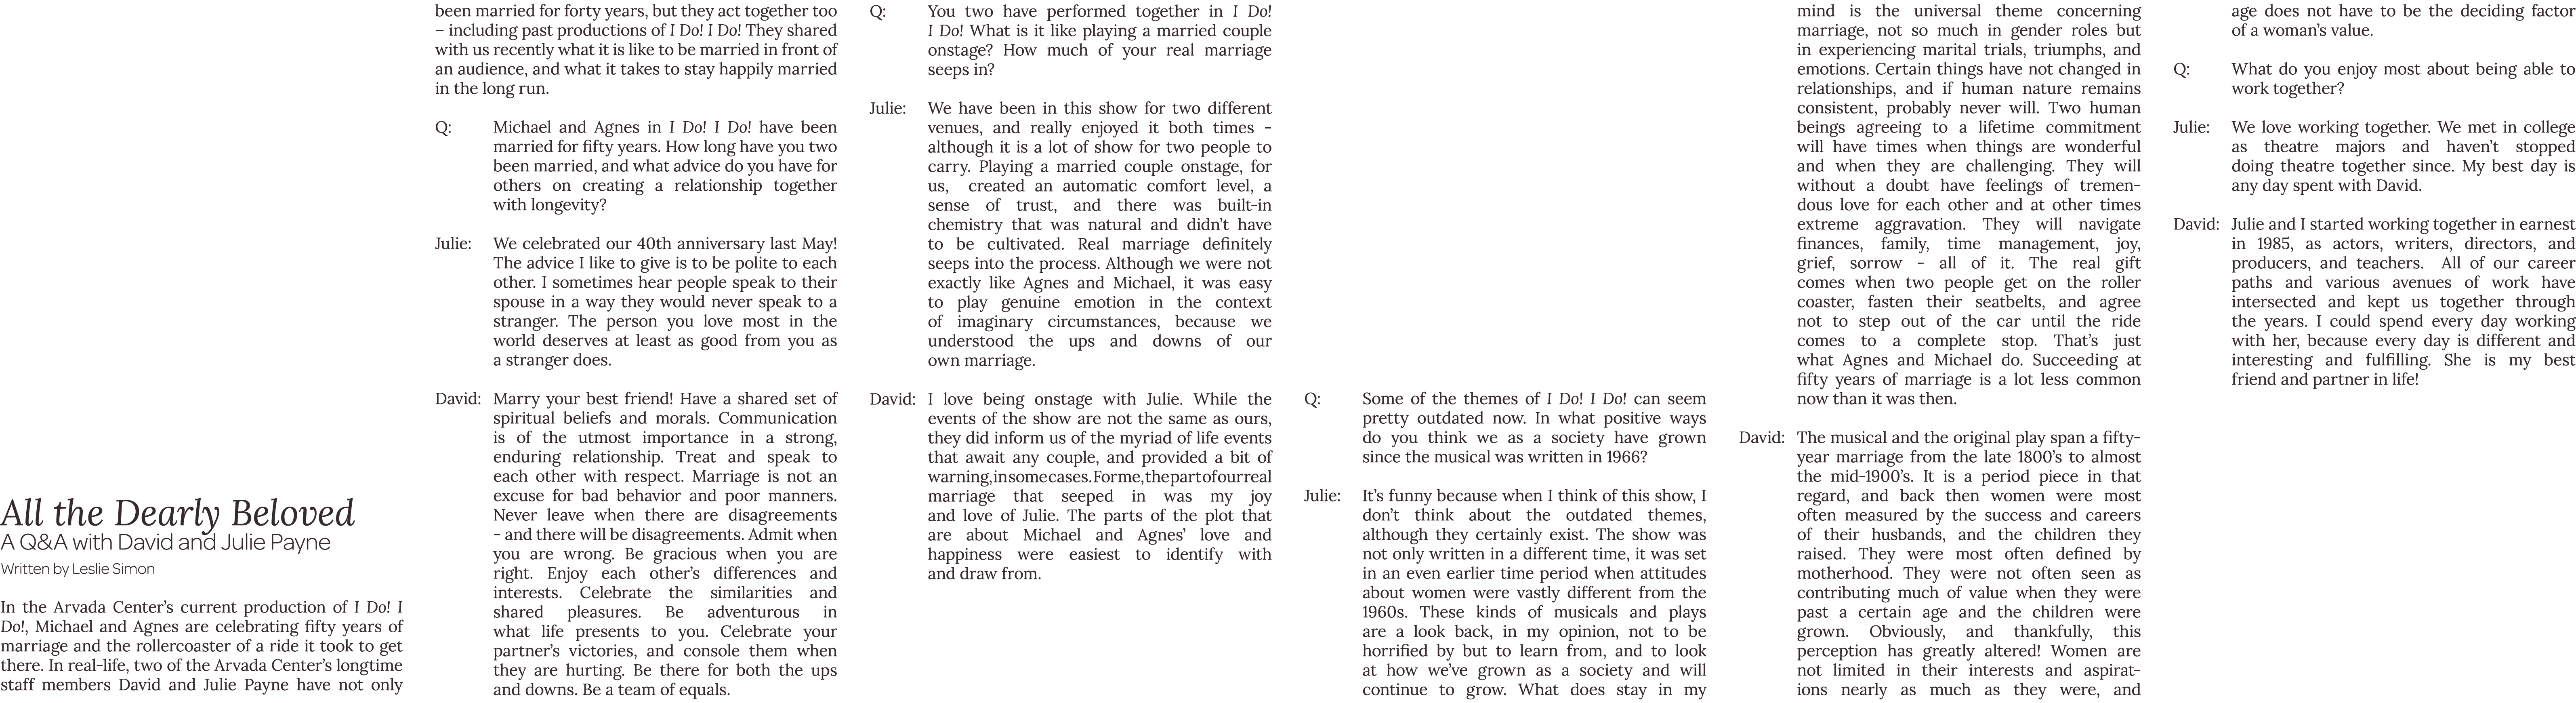 All the Dearly Beloved
A Q&A with David and Julie Payne
Written by Leslie Simon
In the Arvada Center's current production of I Do! I
Do!, Michael and Agnes are celebrating fifty years of
marriage and the rollercoaster of a ride it took to get
there. In real-life, two of the Arvada Center's longtime
staff members David and Julie Payne have not only
been married for forty years, but they act together too
– including past productions of I Do! I Do! They shared
with us recently what it is like to be married in front of
an audience, and what it takes to stay happily married
in the long run.
Q: Michael and Agnes in I Do! I Do! have been
married for fifty years. How long have you two
been married, and what advice do you have for
others on creating a relationship together
with longevity?
Julie: We celebrated our 40th anniversary last May!
The advice I like to give is to be polite to each
other. I sometimes hear people speak to their
spouse in a way they would never speak to a
stranger. The person you love most in the
world deserves at least as good from you as
a stranger does.
David: Marry your best friend! Have a shared set of
spiritual beliefs and morals. Communication
is of the utmost importance in a strong,
enduring relationship. Treat and speak to
each other with respect. Marriage is not an
excuse for bad behavior and poor manners.
Never leave when there are disagreements
- and there will be disagreements. Admit when
you are wrong. Be gracious when you are
right. Enjoy each other's differences and
interests. Celebrate the similarities and
shared pleasures. Be adventurous in
what life presents to you. Celebrate your
partner's victories, and console them when
they are hurting. Be there for both the ups
and downs. Be a team of equals.
Q: You two have performed together in I Do!
I Do! What is it like playing a married couple
onstage? How much of your real marriage
seeps in?
Julie: We have been in this show for two different
venues, and really enjoyed it both times -
although it is a lot of show for two people to
carry. Playing a married couple onstage, for
us, created an automatic comfort level, a
sense of trust, and there was built-in
chemistry that was natural and didn't have
to be cultivated. Real marriage definitely
seeps into the process. Although we were not
exactly like Agnes and Michael, it was easy
to play genuine emotion in the context
of imaginary circumstances, because we
understood the ups and downs of our
own marriage.
David: I love being onstage with Julie. While the
events of the show are not the same as ours,
they did inform us of the myriad of life events
that await any couple, and provided a bit of
warning, in some cases. For me, the part of our real
marriage that seeped in was my joy
and love of Julie. The parts of the plot that
are about Michael and Agnes' love and
happiness were easiest to identify with
and draw from.
Q: Some of the themes of I Do! I Do! can seem
pretty outdated now. In what positive ways
do you think we as a society have grown
since the musical was written in 1966?
Julie: It's funny because when I think of this show, I
don't think about the outdated themes,
although they certainly exist. The show was
not only written in a different time, it was set
in an even earlier time period when attitudes
about women were vastly different from the
1960s. These kinds of musicals and plays
are a look back, in my opinion, not to be
horrified by but to learn from, and to look
at how we've grown as a society and will
continue to grow. What does stay in my
mind is the universal theme concerning
marriage, not so much in gender roles but
in experiencing marital trials, triumphs, and
emotions. Certain things have not changed in
relationships, and if human nature remains
consistent, probably never will. Two human
beings agreeing to a lifetime commitment
will have times when things are wonderful
and when they are challenging. They will
without a doubt have feelings of tremen-
dous love for each other and at other times
extreme aggravation. They will navigate
finances, family, time management, joy,
grief, sorrow - all of it. The real gift
comes when two people get on the roller
coaster, fasten their seatbelts, and agree
not to step out of the car until the ride
comes to a complete stop. That's just
what Agnes and Michael do. Succeeding at
fifty years of marriage is a lot less common
now than it was then.
David: The musical and the original play span a fifty-
year marriage from the late 1800's to almost
the mid-1900's. It is a period piece in that
regard, and back then women were most
often measured by the success and careers
of their husbands, and the children they
raised. They were most often defined by
motherhood. They were not often seen as
contributing much of value when they were
past a certain age and the children were
grown. Obviously, and thankfully, this
perception has greatly altered! Women are
not limited in their interests and aspirat-
ions nearly as much as they were, and
age does not have to be the deciding factor
of a woman's value.
Q: What do you enjoy most about being able to
work together?
Julie: We love working together. We met in college
as theatre majors and haven't stopped
doing theatre together since. My best day is
any day spent with David.
David: Julie and I started working together in earnest
in 1985, as actors, writers, directors, and
producers, and teachers. All of our career
paths and various avenues of work have
intersected and kept us together through
the years. I could spend every day working
with her, because every day is different and
interesting and fulfilling. She is my best
friend and partner in life!